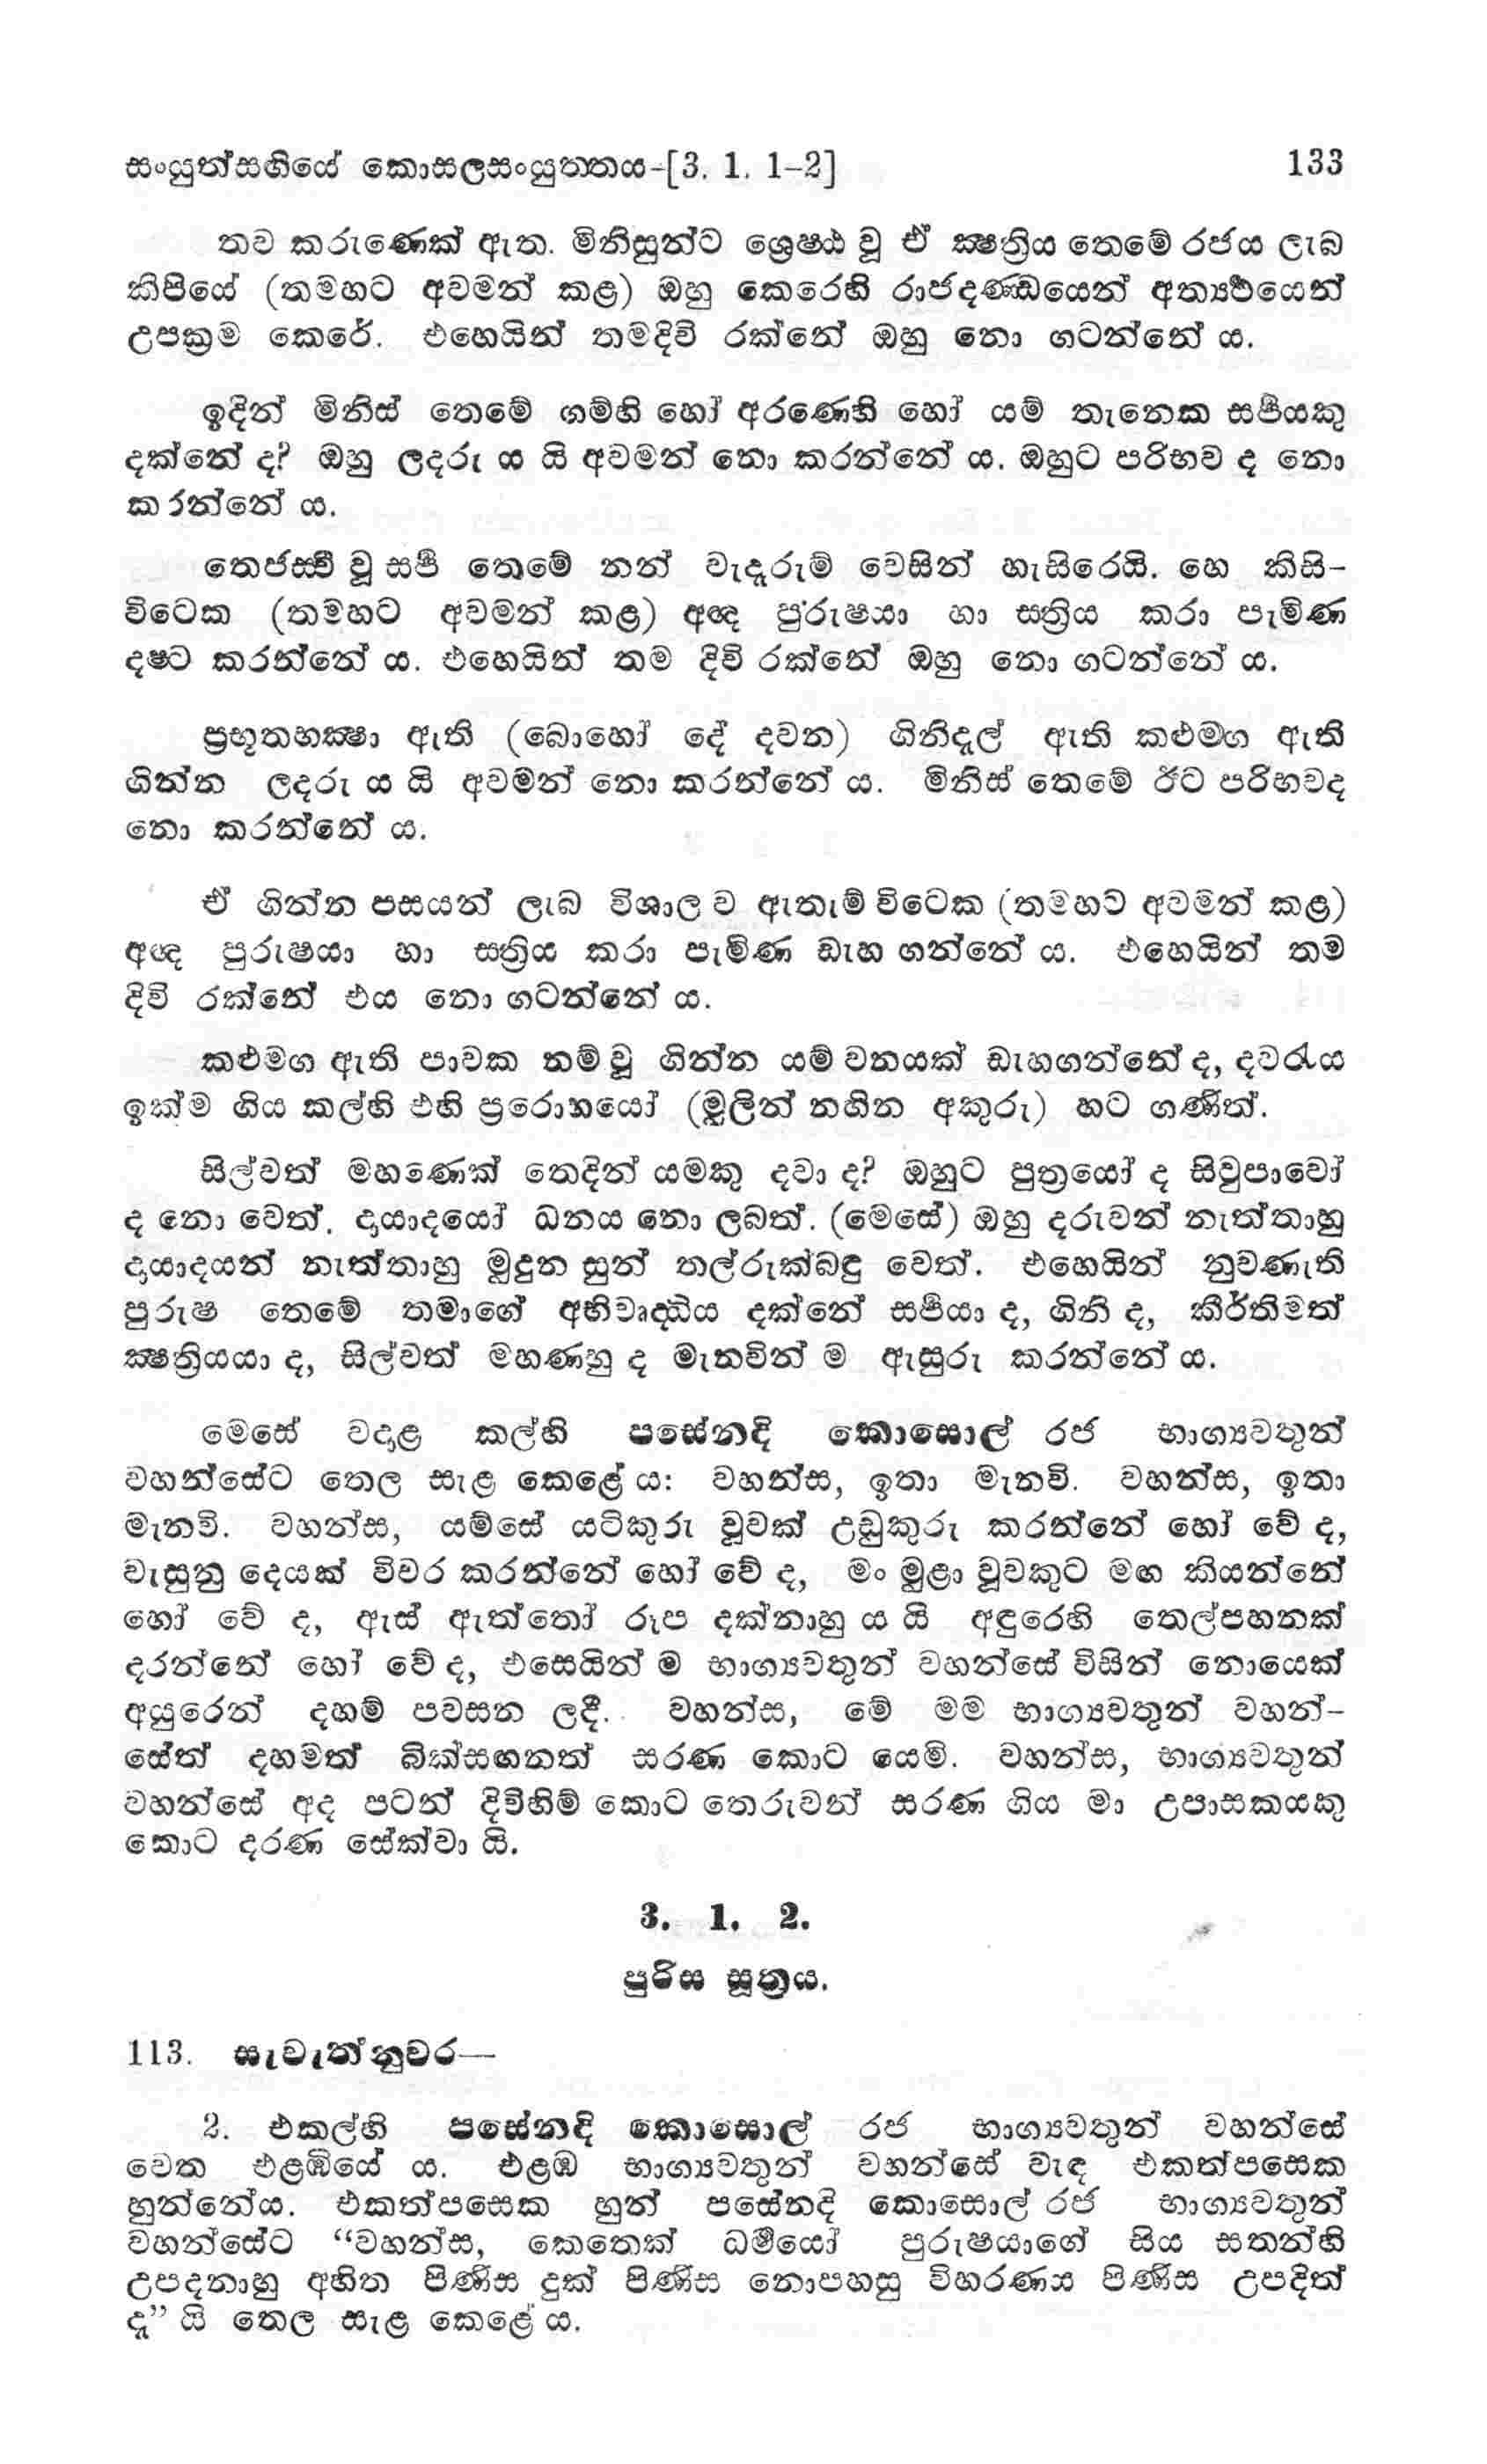 සංයුත්සඟියේ කොසලසංයුත්තය-[3. 1. 1-2] 133
තව කරුණෙක් ඇත. මිනිසුන්ට ශ්‍රෙෂ්ඨ වූ ඒ ක්‍ෂත්‍රිය තෙමේ රජය ලැබ
කිපියේ (තමහට අවමන් කළ) ඔහු කෙරෙහි රාජදණ්ඩයෙන් අත්‍යර්ථයෙන්
උපක්‍රම කෙරේ. එහෙයින් තමදිවි රක්නේ ඔහු නො ගටන්නේ ය.
ඉදින් මිනිස් තෙමේ ගම්හි හෝ අරණෙහි හෝ යම් තැනෙක සර්පයකු
දක්නේ ද? ඔහු ලදරු ය යි අවමන් නො කරන්නේ ය. ඔහුට පරිභව ද නො
කරන්නේ ය.
තෙජස්වී වූ සර්ප තෙමේ නන් වැදෑරුම් වෙසින් හැසිරෙයි. හෙ කිසි-
විටෙක (තමහට අවමන් කළ) අඥ පුරුෂයා හා ස්ත්‍රිය කරා පැමිණ
දෂ්ට කරන්නේ ය. එහෙයින් තම දිවි රක්නේ ඔහු නො ගටන්නේ ය.
ප්‍රභූතභක්‍ෂා ඇති (බොහෝ දේ දවන) ගිනිදැල් ඇති කළුමග ඇති
ගින්න ලදරු ය යි අවමන් නො කරන්නේ ය. මිනිස් තෙමේ ඊට පරිභවද
නො කරන්නේ ය.
ඒ ගින්න පසයන් ලැබ විශාල ව ඇතැම් විටෙක (තමහට අවමන් කළ)
අඥ පුරුෂයා හා ස්ත්‍රිය කරා පැමිණ ඩැහ ගන්නේ ය. එහෙයින් තම
දිවි රක්නේ එය නො ගටන්නේ ය.
කළුමග ඇති පාවක නම් වූ ගින්න යම් වනයක් ඩැහගන්නේ ද, දවරැය
ඉක්ම ගිය කල්හි එහි ප්‍රරොහයෝ (මුලින් නඟින අකුරු) හට ගණිත්.
සිල්වත් මහණෙක් තෙදින් යමකු දවා ද? ඔහුට පුත්‍රයෝ ද සිවුපාවෝ
ද නො වෙත්. දායාදයෝ ධනය නො ලබත්. (මෙසේ) ඔහු දරුවන් නැත්තාහු
දායාදයන් නැත්තාහු මුදුන සුන් තල්රුක්බඳු වෙත්. එහෙයින් නුවණැති
පුරුෂ තෙමේ තමාගේ අභිවෘද්ධිය දක්නේ සර්පයා ද, ගිනි ද, කීර්තිමත්
ක්‍ෂත්‍රියයා ද, සිල්වත් මහණහු ද මැනවින් ම ඇසුරු කරන්නේ ය.
මෙසේ වදාළ කල්හි පසේනදි කොසොල් රජ භාග්‍යවතුන්
වහන්සේට තෙල සැළ කෙළේ ය: වහන්ස, ඉතා මැනවි. වහන්ස, ඉතා
මැනවි. වහන්ස, යම්සේ යටිකුරු වූවක් උඩුකුරු කරන්නේ හෝ වේ ද,
වැසුනු දෙයක් විවර කරන්නේ හෝ වේ ද, මං මුළා වූවකුට මඟ කියන්නේ
හෝ වේ ද, ඇස් ඇත්තෝ රූප දක්නාහු ය යි අඳුරෙහි තෙල්පහනක්
දරන්නේ හෝ වේ ද, එසෙයින් ම භාග්‍යවතුන් වහන්සේ විසින් නොයෙක්
අයුරෙන් දහම් පවසන ලදී. වහන්ස, මේ මම භාග්‍යවතුන් වහන්-
සේත් දහමත් බික්සඟනත් සරණ කොට යෙමි. වහන්ස, භාග්‍යවතුන්
වහන්සේ අද පටන් දිවිහිම් කොට තෙරුවන් සරණ ගිය මා උපාසකයකු
කොට දරණ සේක්වා යි.
3. 1. 2.
පුරිස සූත්‍රය.
113. සැවැත්නුවර—
2. එකල්හි පසේනදි කොසොල් රජ භාග්‍යවතුන් වහන්සේ
වෙත එළඹියේ ය. එළඹ භාග්‍යවතුන් වහන්සේ වැඳ එකත්පසෙක
හුන්නේය. එකත්පසෙක හුන් පසේනදි කොසොල් රජ භාග්‍යවතුන්
වහන්සේට “වහන්ස, කෙතෙක් ධර්මයෝ පුරුෂයාගේ සිය සතන්හි
උපදනාහු අහිත පිණිස දුක් පිණිස නොපහසු විහරණය පිණිස උපදිත්
දැ” යි තෙල සැළ කෙළේ ය.